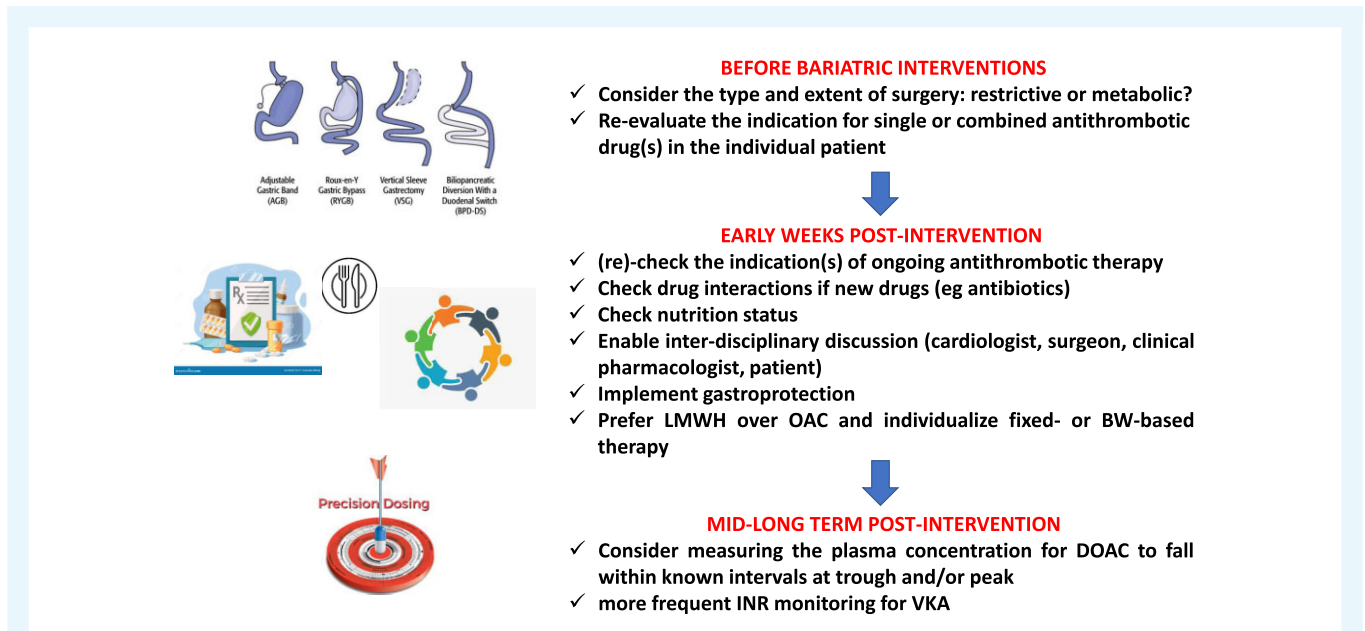 BEFORE BARIATRIC INTERVENTIONS
✓ Consider the type and extent of surgery: restrictive or metabolic?
✓ Re-evaluate the indication for single or combined antithrombotic
drug(s) in the individual patient
Adjustable
Gastric Band
(AGB)
Roux-en-Y
Gastric Bypass
(RYGB)
Vertical Sleeve
Gastrectomy
(VSG)
Biliopancreatic
Diversion With a
Duodenal Switch
(BPD-DS)
EARLY WEEKS POST-INTERVENTION
✓ (re)-check the indication(s) of ongoing antithrombotic therapy
✓ Check drug interactions if new drugs (eg antibiotics)
✓ Check nutrition status
✓ Enable inter-disciplinary discussion (cardiologist, surgeon, clinical
pharmacologist, patient)
✓ Implement gastroprotection
✓ Prefer LMWH over OAC and individualize fixed- or BW-based
therapy
Rx
Precision Dosing
MID-LONG TERM POST-INTERVENTION
✓ Consider measuring the plasma concentration for DOAC to fall
within known intervals at trough and/or peak
✓ more frequent INR monitoring for VKA